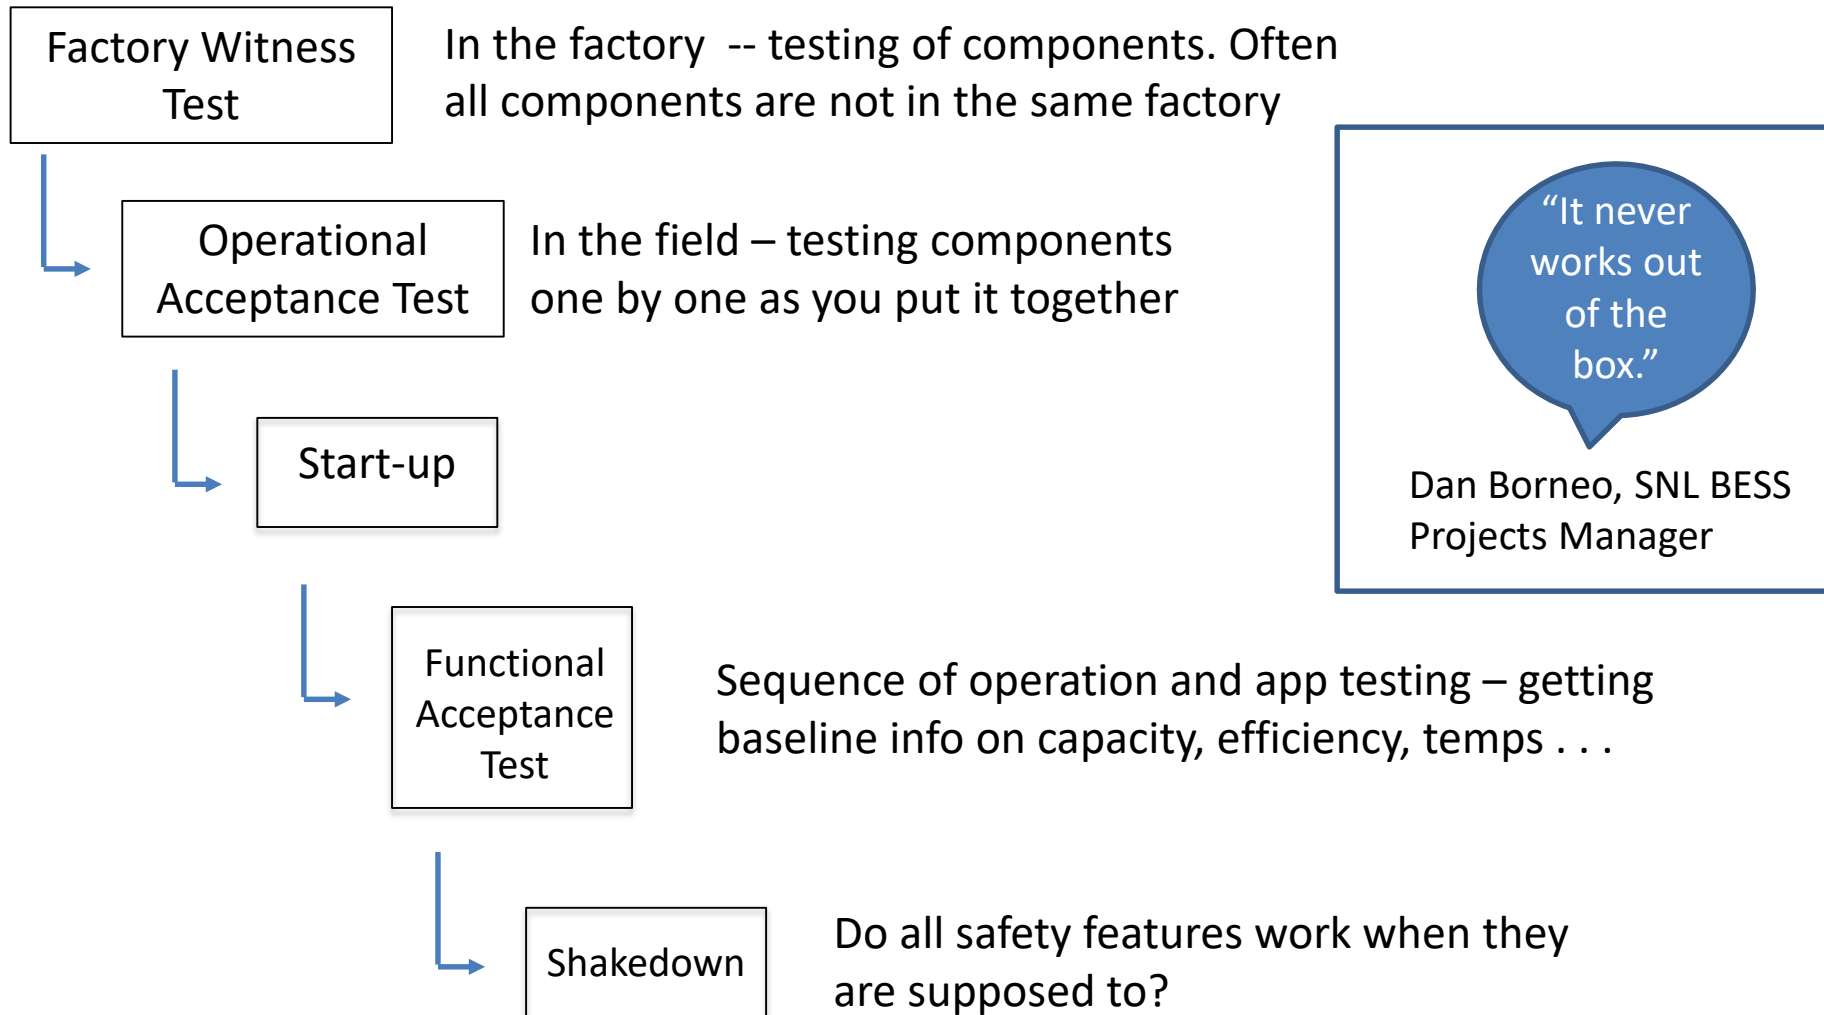 Factory Witness
Test
In the factory  -- testing of components. Often
all components are not in the same factory
Operational
Acceptance Test
In the field – testing components
one by one as you put it together
“It never
works out
of the
box.”
Dan Borneo, SNL BESS
Projects Manager
Start-up
Functional
Acceptance
Test
Sequence of operation and app testing – getting
baseline info on capacity, efficiency, temps . . .
Shakedown
Do all safety features work when they
are supposed to?